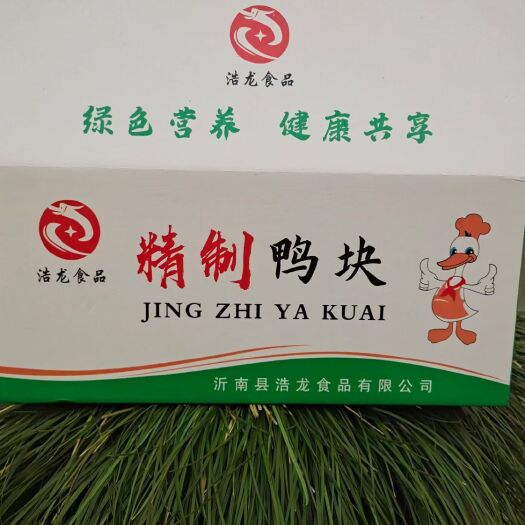 浩龙食品
绿色营养 健康共享
浩龙食品
精制鸭块
JING ZHI YA KUAI
沂南县浩龙食品有限公司